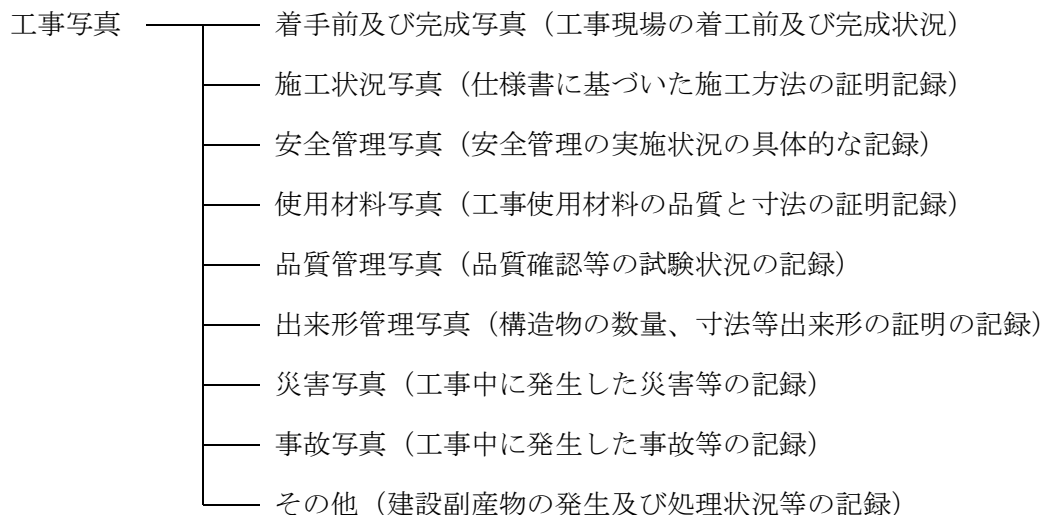 工事写真 着手前及び完成写真（工事現場の着工前及び完成状況）
施工状況写真（仕様書に基づいた施工方法の証明記録）
安全管理写真（安全管理の実施状況の具体的な記録）
使用材料写真（工事使用材料の品質と寸法の証明記録）
品質管理写真（品質確認等の試験状況の記録）
出来形管理写真（構造物の数量、寸法等出来形の証明の記録）
災害写真（工事中に発生した災害等の記録）
事故写真（工事中に発生した事故等の記録）
その他（建設副産物の発生及び処理状況等の記録）